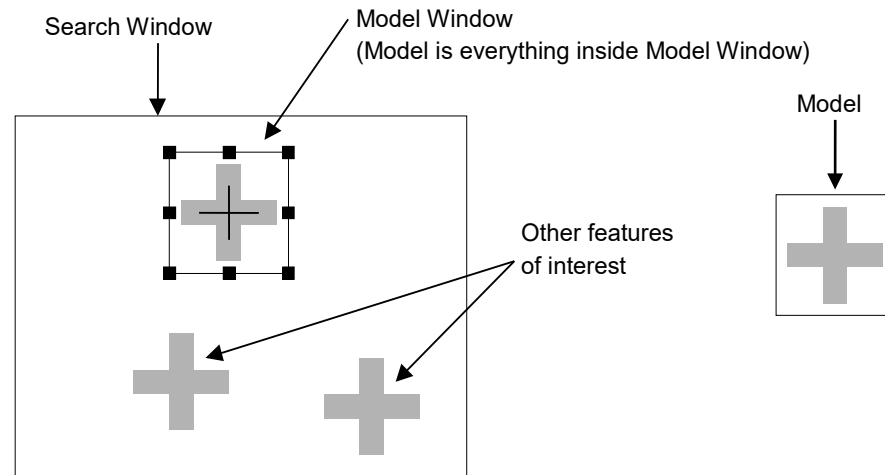 Search Window
Model Window
(Model is everything inside Model Window)
Model
Other features
of interest